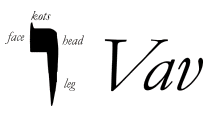 kots
face
head
ו
leg
Vav